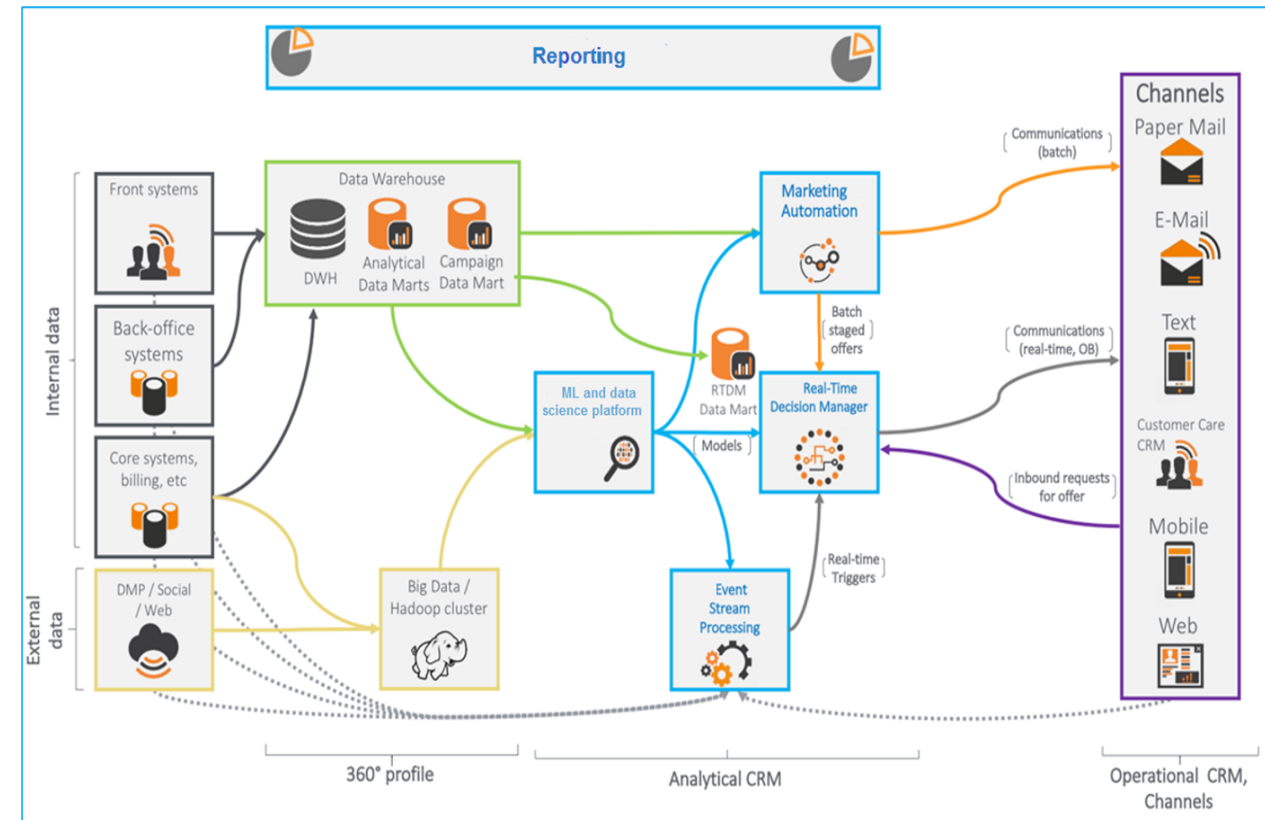 Reporting
Channels
Paper Mail
E-Mail
Text
Customer Care
CRM
Mobile
Web
Communications
(batch)
Communications
(real-time, OB)
Inbound requests
for offer
Internal data
External
data
Front systems
Back-office
systems
Core systems,
billing, etc
DMP / Social
/ Web
Data Warehouse
DWH
Analytical
Data Marts
Campaign
Data Mart
Big Data /
Hadoop cluster
ML and data
science platform
Models
RTDM
Data Mart
Marketing
Automation
Batch
staged
offers
Real-Time
Decision Manager
Real-time
Triggers
Event
Stream
Processing
360° profile
Analytical CRM
Operational CRM,
Channels